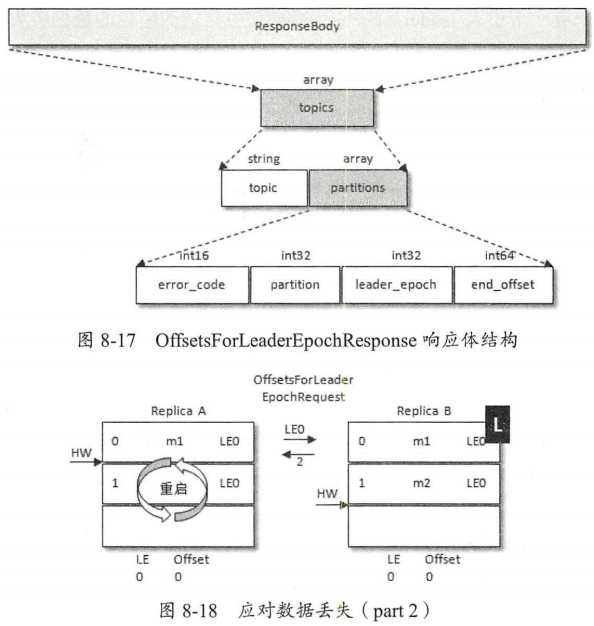 ResponseBody
array
topics
string array
topic partitions
int16 int32 int32 int64
error_code partition leader_epoch end_offset
图 8-17 OffsetsForLeaderEpochResponse 响应体结构
OffsetsForLeader
EpochRequest
Replica A Replica B
L
0 m1 LE0
HW
1 重启 LE0
LE Offset
0 0
LE0
2
0 m1 LE0
1 m2 LE0
HW
LE Offset
0 0
图 8-18 应对数据丢失（part 2）